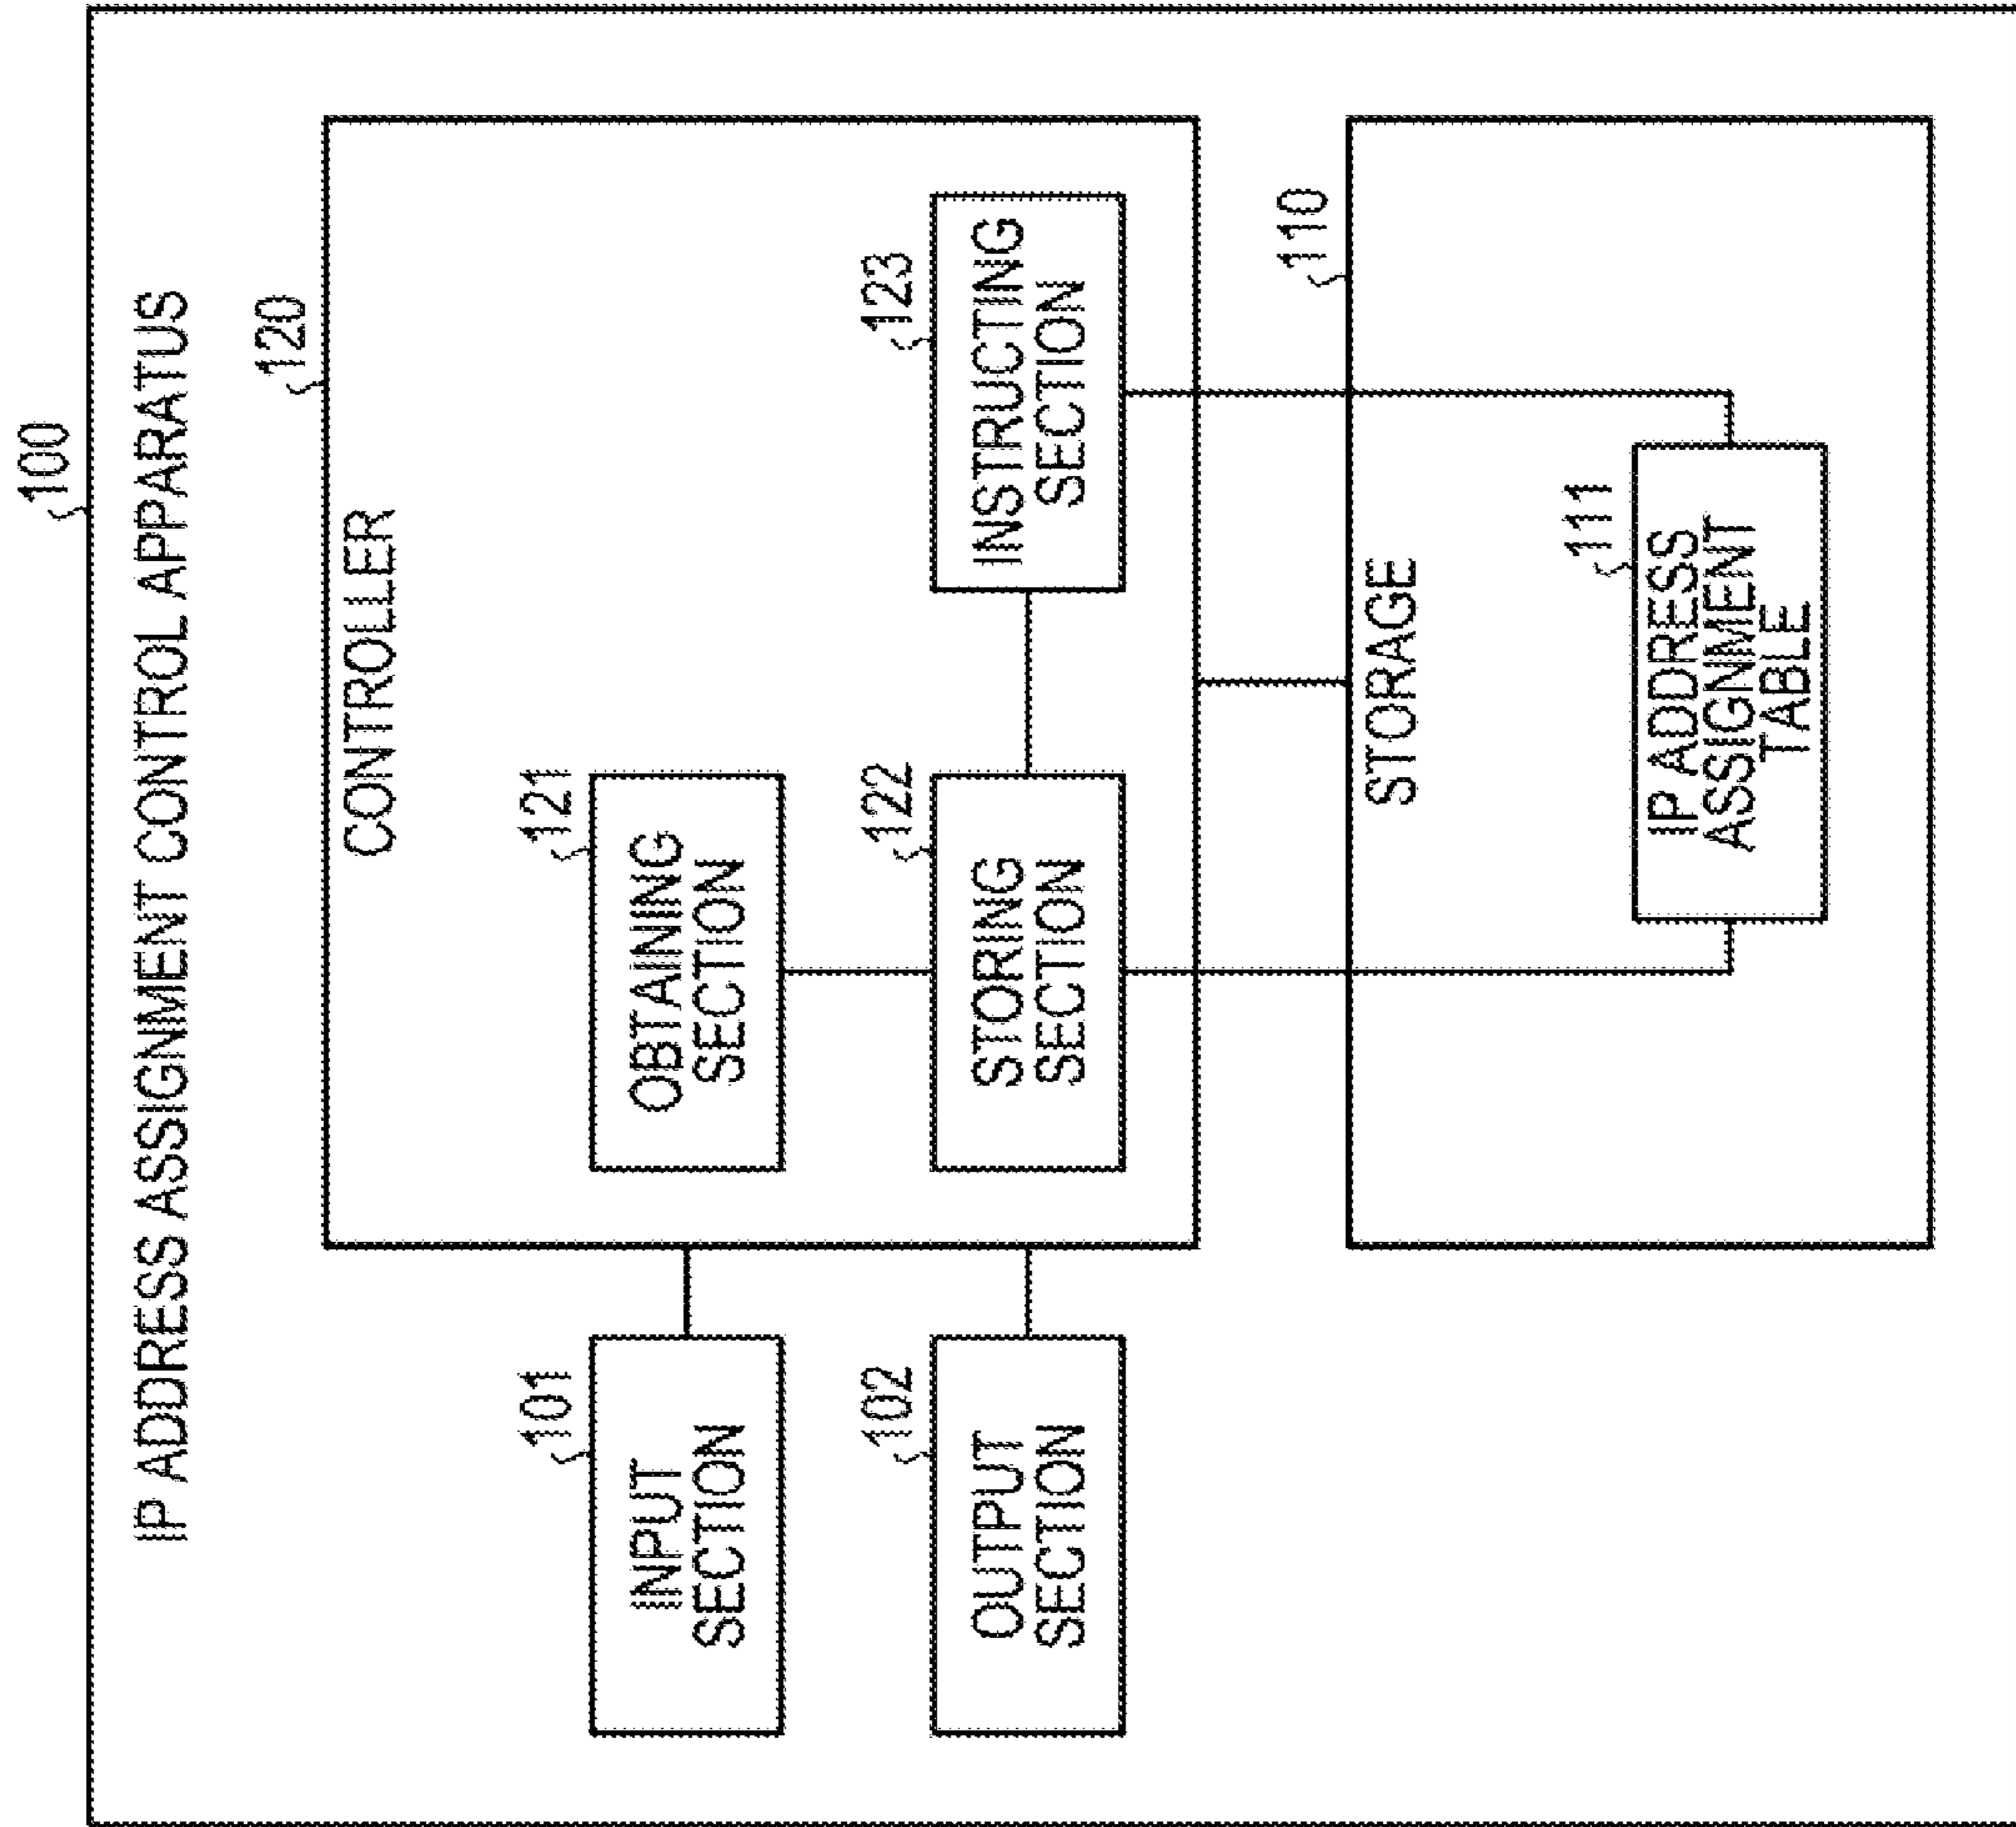 100
IP ADDRESS ASSIGNMENT CONTROL APPARATUS
120
CONTROLLER
101
INPUT
SECTION
121
OBTAINING
SECTION
102
OUTPUT
SECTION
122
STORING
SECTION
123
INSTRUCTING
SECTION
110
STORAGE
111
IP ADDRESS
ASSIGNMENT
TABLE